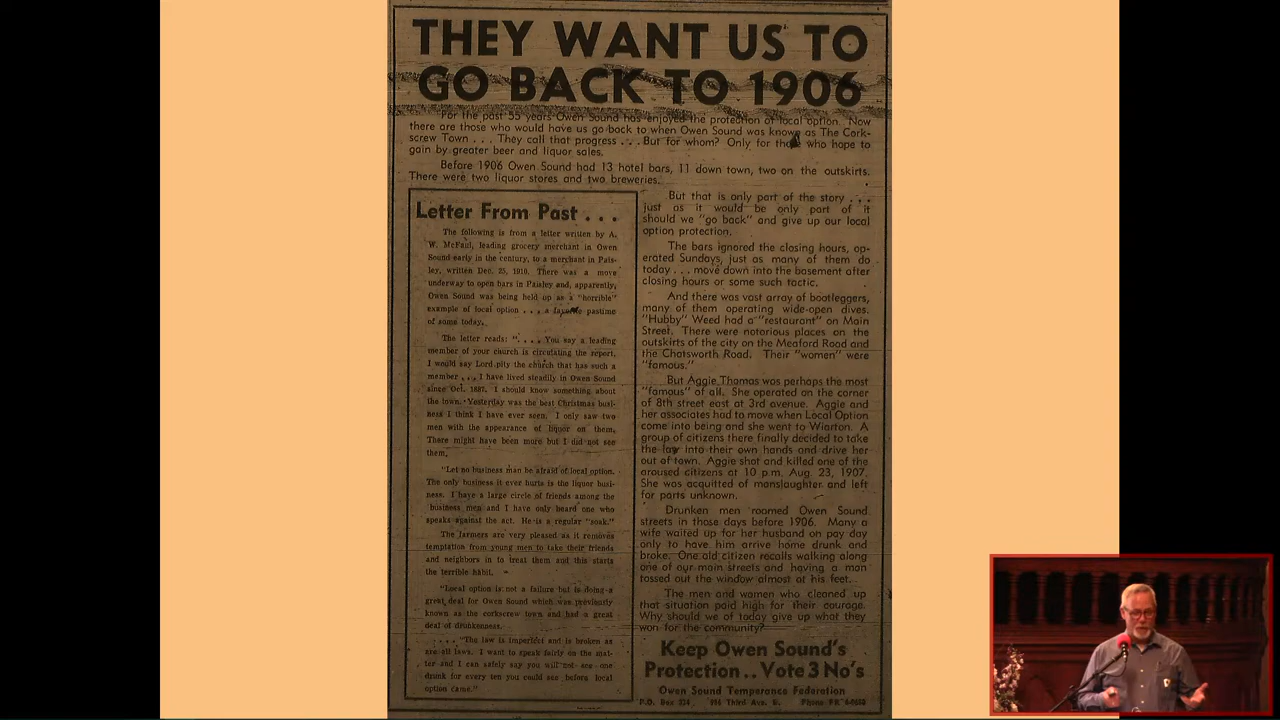 THEY WANT US TO
GO BACK TO 1906
For the past 55 years Owen Sound has enjoyed the protection of local option. Now
there are those who would have us go back to when Owen Sound was known as The Cork-
screw Town . . . They call that progress . . . But for whom? Only for those who hope to
gain by greater beer and liquor sales.
Before 1906 Owen Sound had 13 hotel bars, 11 down town, two on the outskirts.
There were two liquor stores and two breweries.
Letter From Past . . .
The following is from a letter written by A.
W. McFaul, leading grocery merchant in Owen
Sound early in the century, to a merchant in Pais-
ley, written Dec. 25, 1910. There was a move
underway to open bars in Paisley and, apparently,
Owen Sound was being held up as a "horrible"
example of local option . . . a favorite pastime
of some today.
The letter reads: ". . . . You say a leading
member of your church is circulating the report.
I would say Lord pity the church that has such a
member . . . I have lived steadily in Owen Sound
since Oct. 1887. I should know something about
the town. Yesterday was the best Christmas busi-
ness I think I have ever seen. I only saw two
men with the appearance of liquor on them.
There might have been more but I did not see
them.
"Let no business man be afraid of local option.
The only business it ever hurts is the liquor busi-
ness. I have a large circle of friends among the
business men and I have only heard one who
speaks against the act. He is a regular "soak."
The farmers are very pleased as it removes
temptation from young men to take their friends
and neighbors in to treat them and this starts
the terrible habit.
"Local option is not a failure but is doing a
great deal for Owen Sound which was previously
known as the corkscrew town and had a great
deal of drunkenness.
. . . . "The law is imperfect and is broken as
are all laws. I want to speak fairly on the mat-
ter and I can safely say you will not see one
drunk for every ten you could see before local
option came."
But that is only part of the story . . .
just as it would be only part of it
should we "go back" and give up our local
option protection.
The bars ignored the closing hours, op-
erated Sundays, just as many of them do
today . . . move down into the basement after
closing hours or some such tactic.
And there was vast array of bootleggers,
many of them operating wide-open dives.
"Hubby" Weed had a "restaurant" on Main
Street. There were notorious places on the
outskirts of the city on the Meaford Road and
the Chatsworth Road. Their "women" were
"famous."
But Aggie Thomas was perhaps the most
"famous" of all. She operated on the corner
of 8th street east at 3rd avenue. Aggie and
her associates had to move when Local Option
come into being and she went to Wiarton. A
group of citizens there finally decided to take
the law into their own hands and drive her
out of town. Aggie shot and killed one of the
aroused citizens at 10 p.m. Aug. 23, 1907.
She was acquitted of manslaughter and left
for parts unknown.
Drunken men roamed Owen Sound
streets in those days before 1906. Many a
wife waited up for her husband on pay day
only to have him arrive home drunk and
broke. One old citizen recalls walking along
one of our main streets and having a man
tossed out the window almost at his feet.
The men and women who cleaned up
that situation paid high for their courage.
Why should we of today give up what they
won for the community?
Keep Owen Sound's
Protection . . Vote 3 No's
Owen Sound Temperance Federation
P.O. Box Third Ave. Phone